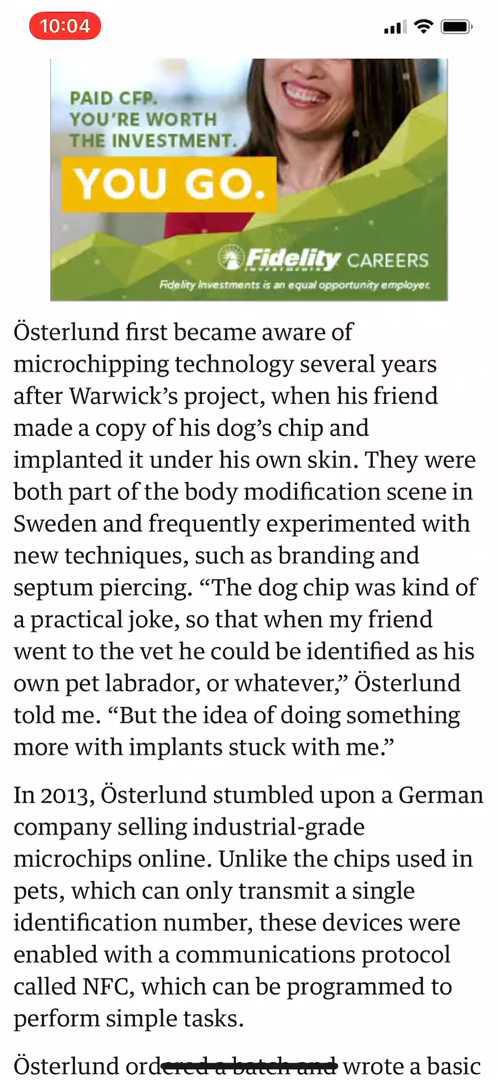 10:04
PAID CFP.
YOU'RE WORTH
THE INVESTMENT.
YOU GO.
Fidelity CAREERS
INVESTMENTS
Fidelity Investments is an equal opportunity employer.
Österlund first became aware of
microchipping technology several years
after Warwick’s project, when his friend
made a copy of his dog’s chip and
implanted it under his own skin. They were
both part of the body modification scene in
Sweden and frequently experimented with
new techniques, such as branding and
septum piercing. “The dog chip was kind of
a practical joke, so that when my friend
went to the vet he could be identified as his
own pet labrador, or whatever,” Österlund
told me. “But the idea of doing something
more with implants stuck with me.”
In 2013, Österlund stumbled upon a German
company selling industrial-grade
microchips online. Unlike the chips used in
pets, which can only transmit a single
identification number, these devices were
enabled with a communications protocol
called NFC, which can be programmed to
perform simple tasks.
Österlund ordered a batch and wrote a basic